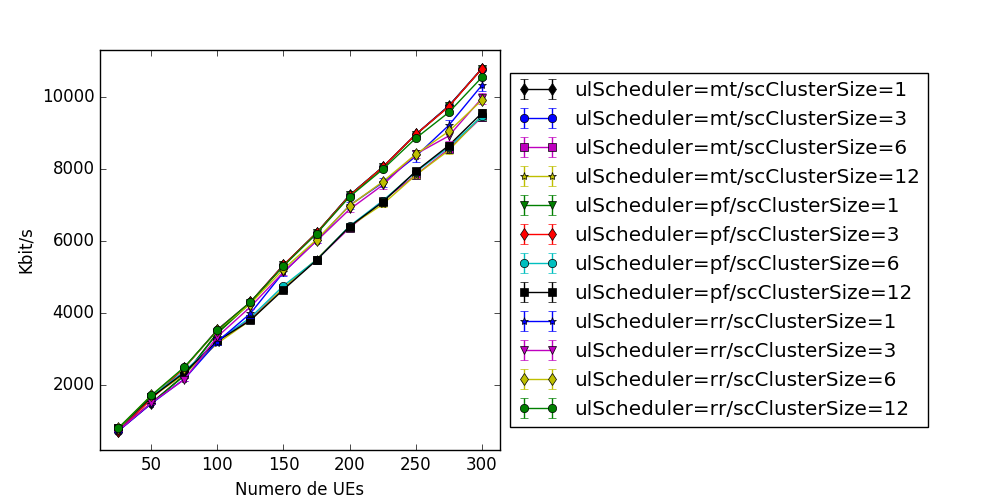 10000
8000
6000
4000
2000
Kbit/s
50 100 150 200 250 300
Numero de UEs
ulScheduler=mt/scClusterSize=1
ulScheduler=mt/scClusterSize=3
ulScheduler=mt/scClusterSize=6
ulScheduler=mt/scClusterSize=12
ulScheduler=pf/scClusterSize=1
ulScheduler=pf/scClusterSize=3
ulScheduler=pf/scClusterSize=6
ulScheduler=pf/scClusterSize=12
ulScheduler=rr/scClusterSize=1
ulScheduler=rr/scClusterSize=3
ulScheduler=rr/scClusterSize=6
ulScheduler=rr/scClusterSize=12